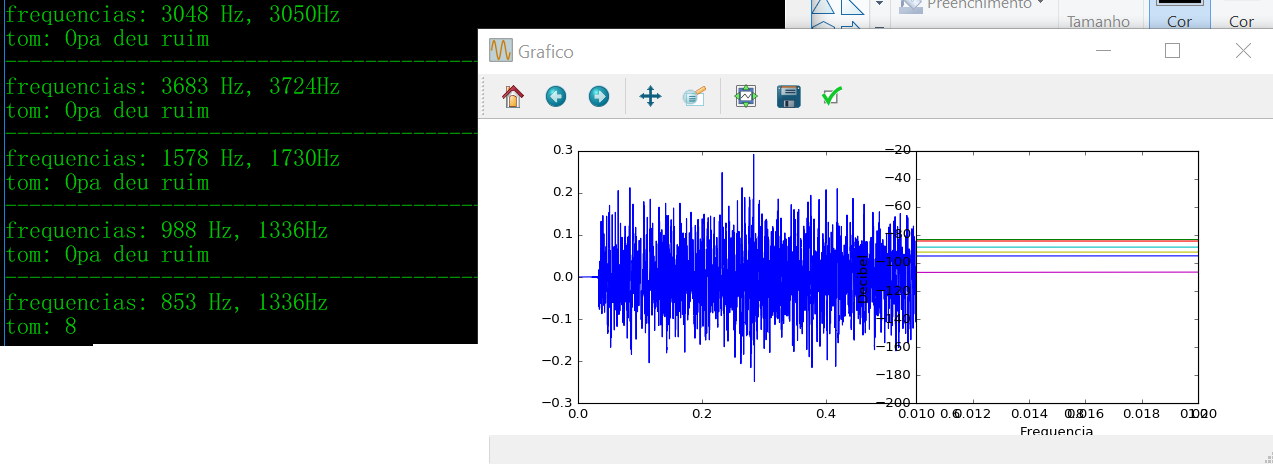 frequencias: 3048 Hz, 3050Hz
tom: Opa deu ruim
------------------------------------------------
frequencias: 3683 Hz, 3724Hz
tom: Opa deu ruim
------------------------------------------------
frequencias: 1578 Hz, 1730Hz
tom: Opa deu ruim
------------------------------------------------
frequencias: 988 Hz, 1336Hz
tom: Opa deu ruim
------------------------------------------------
frequencias: 853 Hz, 1336Hz
tom: 8
Preenchimento
Tamanho
Cor
Cor
Grafico
0.3
0.2
0.1
0.0
−0.1
−0.2
−0.3
0.0 0.2 0.4 0.6 0.8 1.0
Decibel
−20
−40
−60
−80
−100
−120
−140
−160
−180
−200
0.010 0.012 0.014 0.016 0.018 0.020
Frequencia